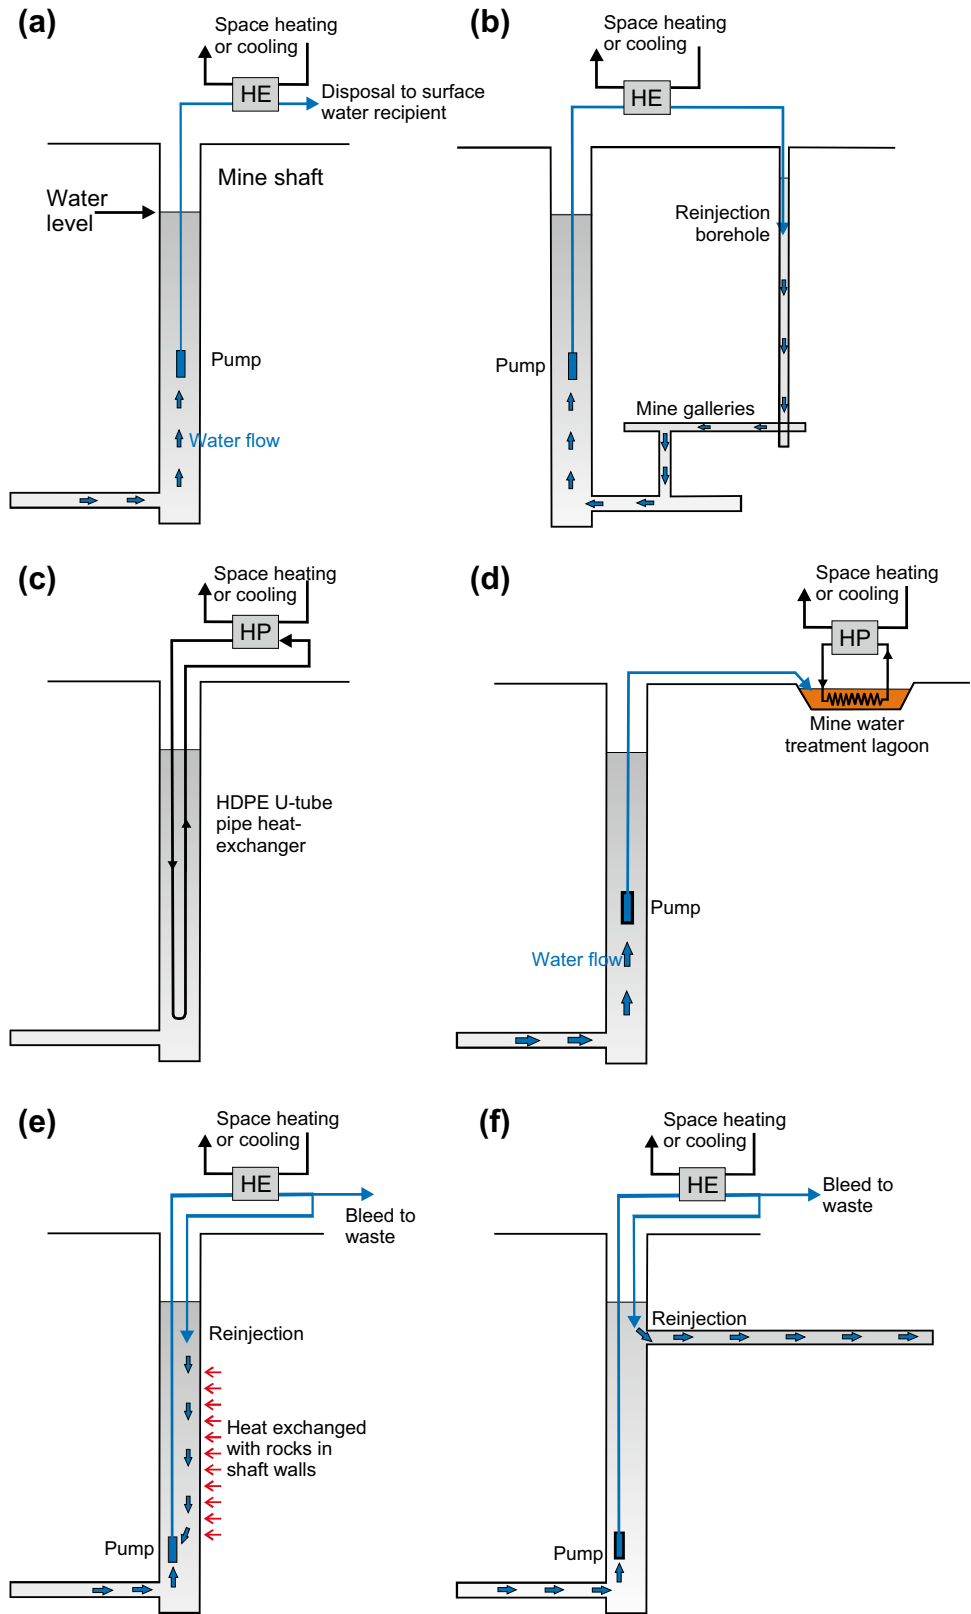 (a)
Space heating
or cooling
HE
Disposal to surface
water recipient
Mine shaft
Water
level
Pump
Water flow
(b)
Space heating
or cooling
HE
Reinjection
borehole
Pump
Mine galleries
(c)
Space heating
or cooling
HP
HDPE U-tube
pipe heat-
exchanger
(d)
Space heating
or cooling
HP
Mine water
treatment lagoon
Pump
Water flow
(e)
Space heating
or cooling
HE
Bleed to
waste
Reinjection
Heat exchanged
with rocks in
shaft walls
Pump
(f)
Space heating
or cooling
HE
Bleed to
waste
Reinjection
Pump